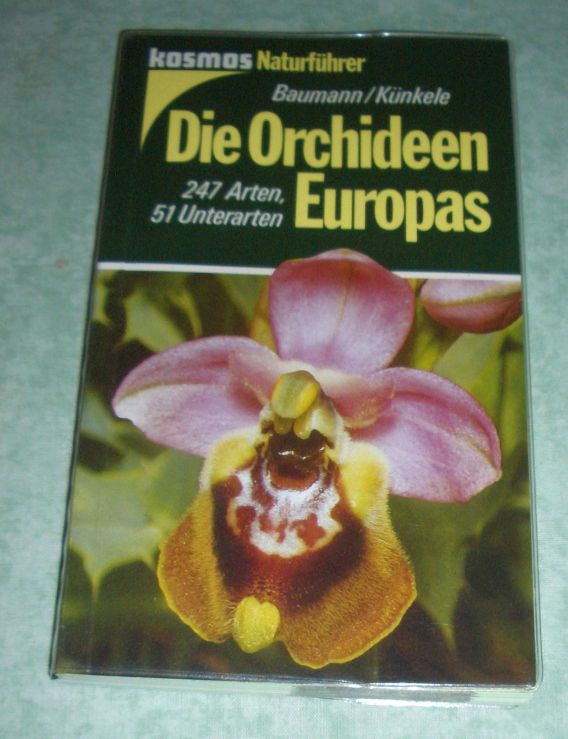 kosmos Naturführer
Baumann/Künkele
Die Orchideen
Europas
247 Arten,
51 Unterarten